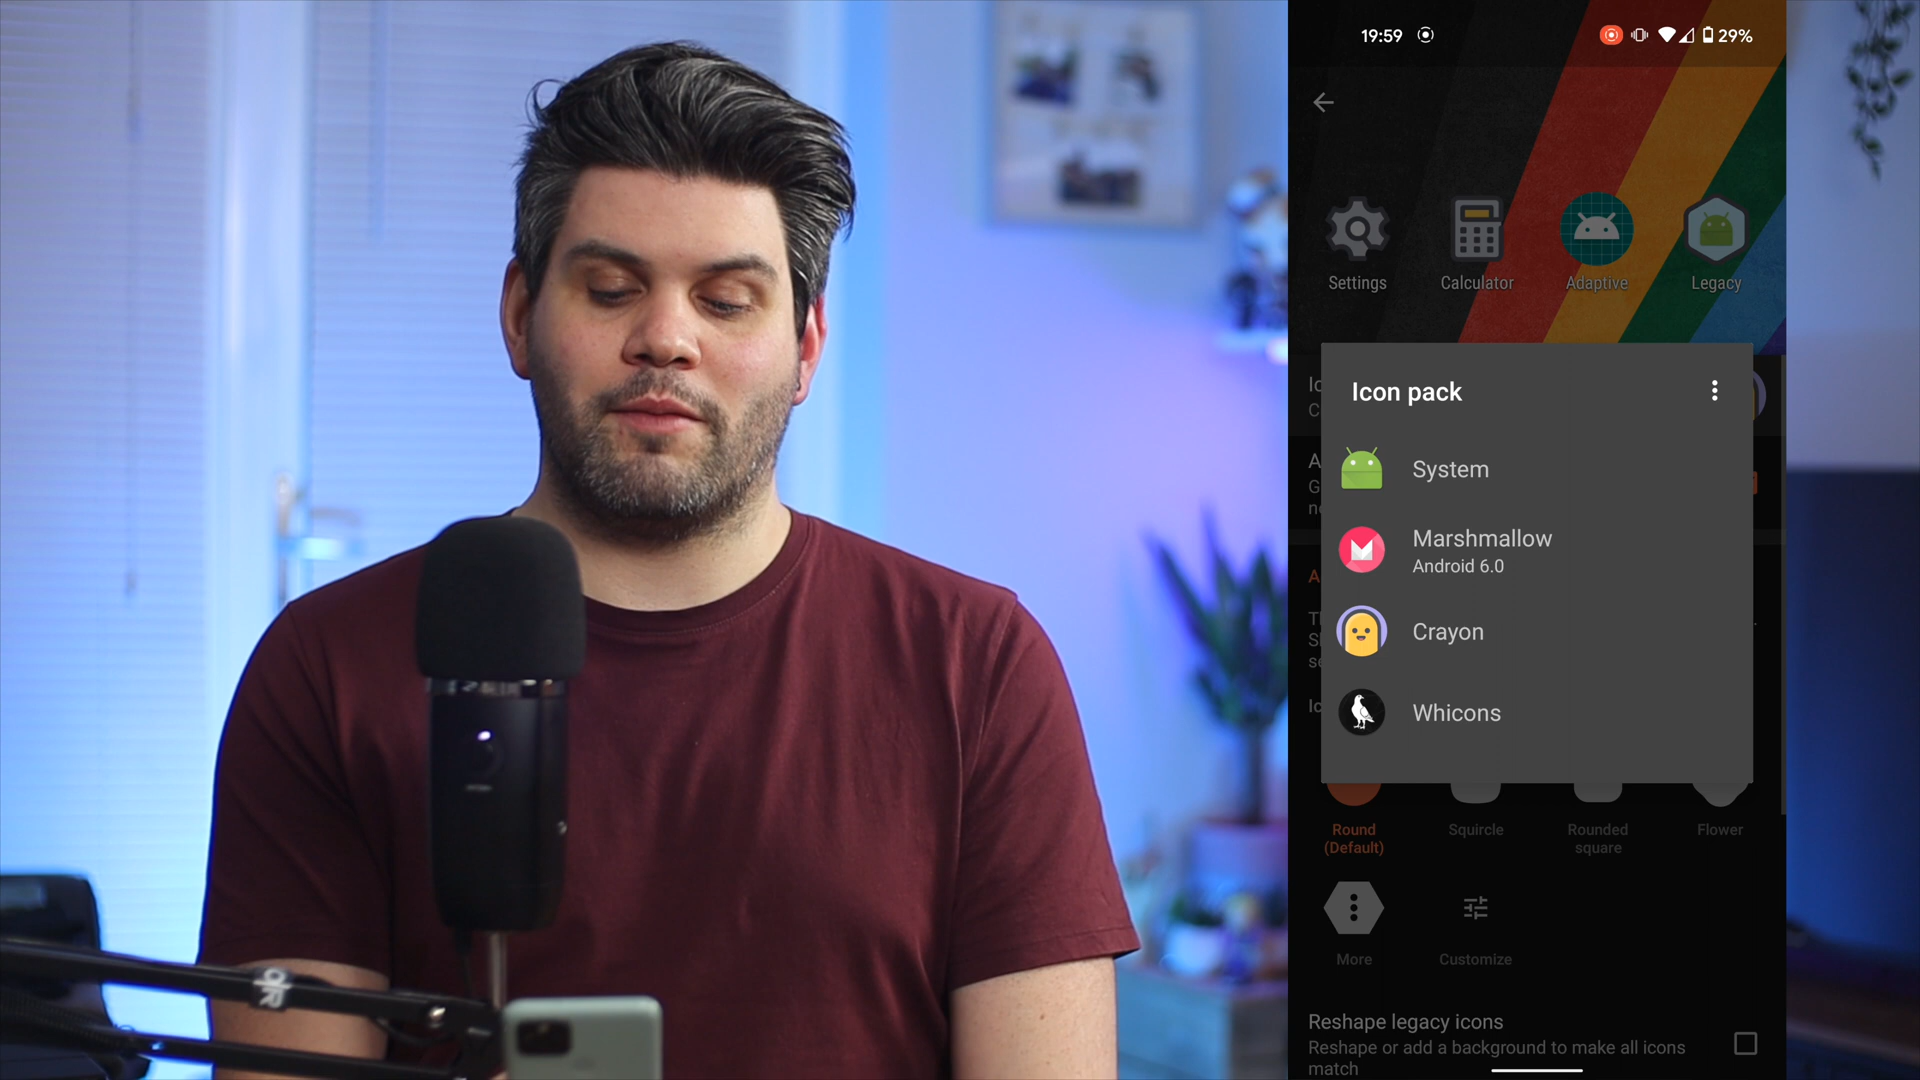 19:59
29%
Settings
Calculator
Adaptive
Legacy
Icon pack
System
Marshmallow
Android 6.0
Crayon
Whicons
Round
(Default)
Squircle
Rounded
square
Flower
More
Customize
Reshape legacy icons
Reshape or add a background to make all icons
match